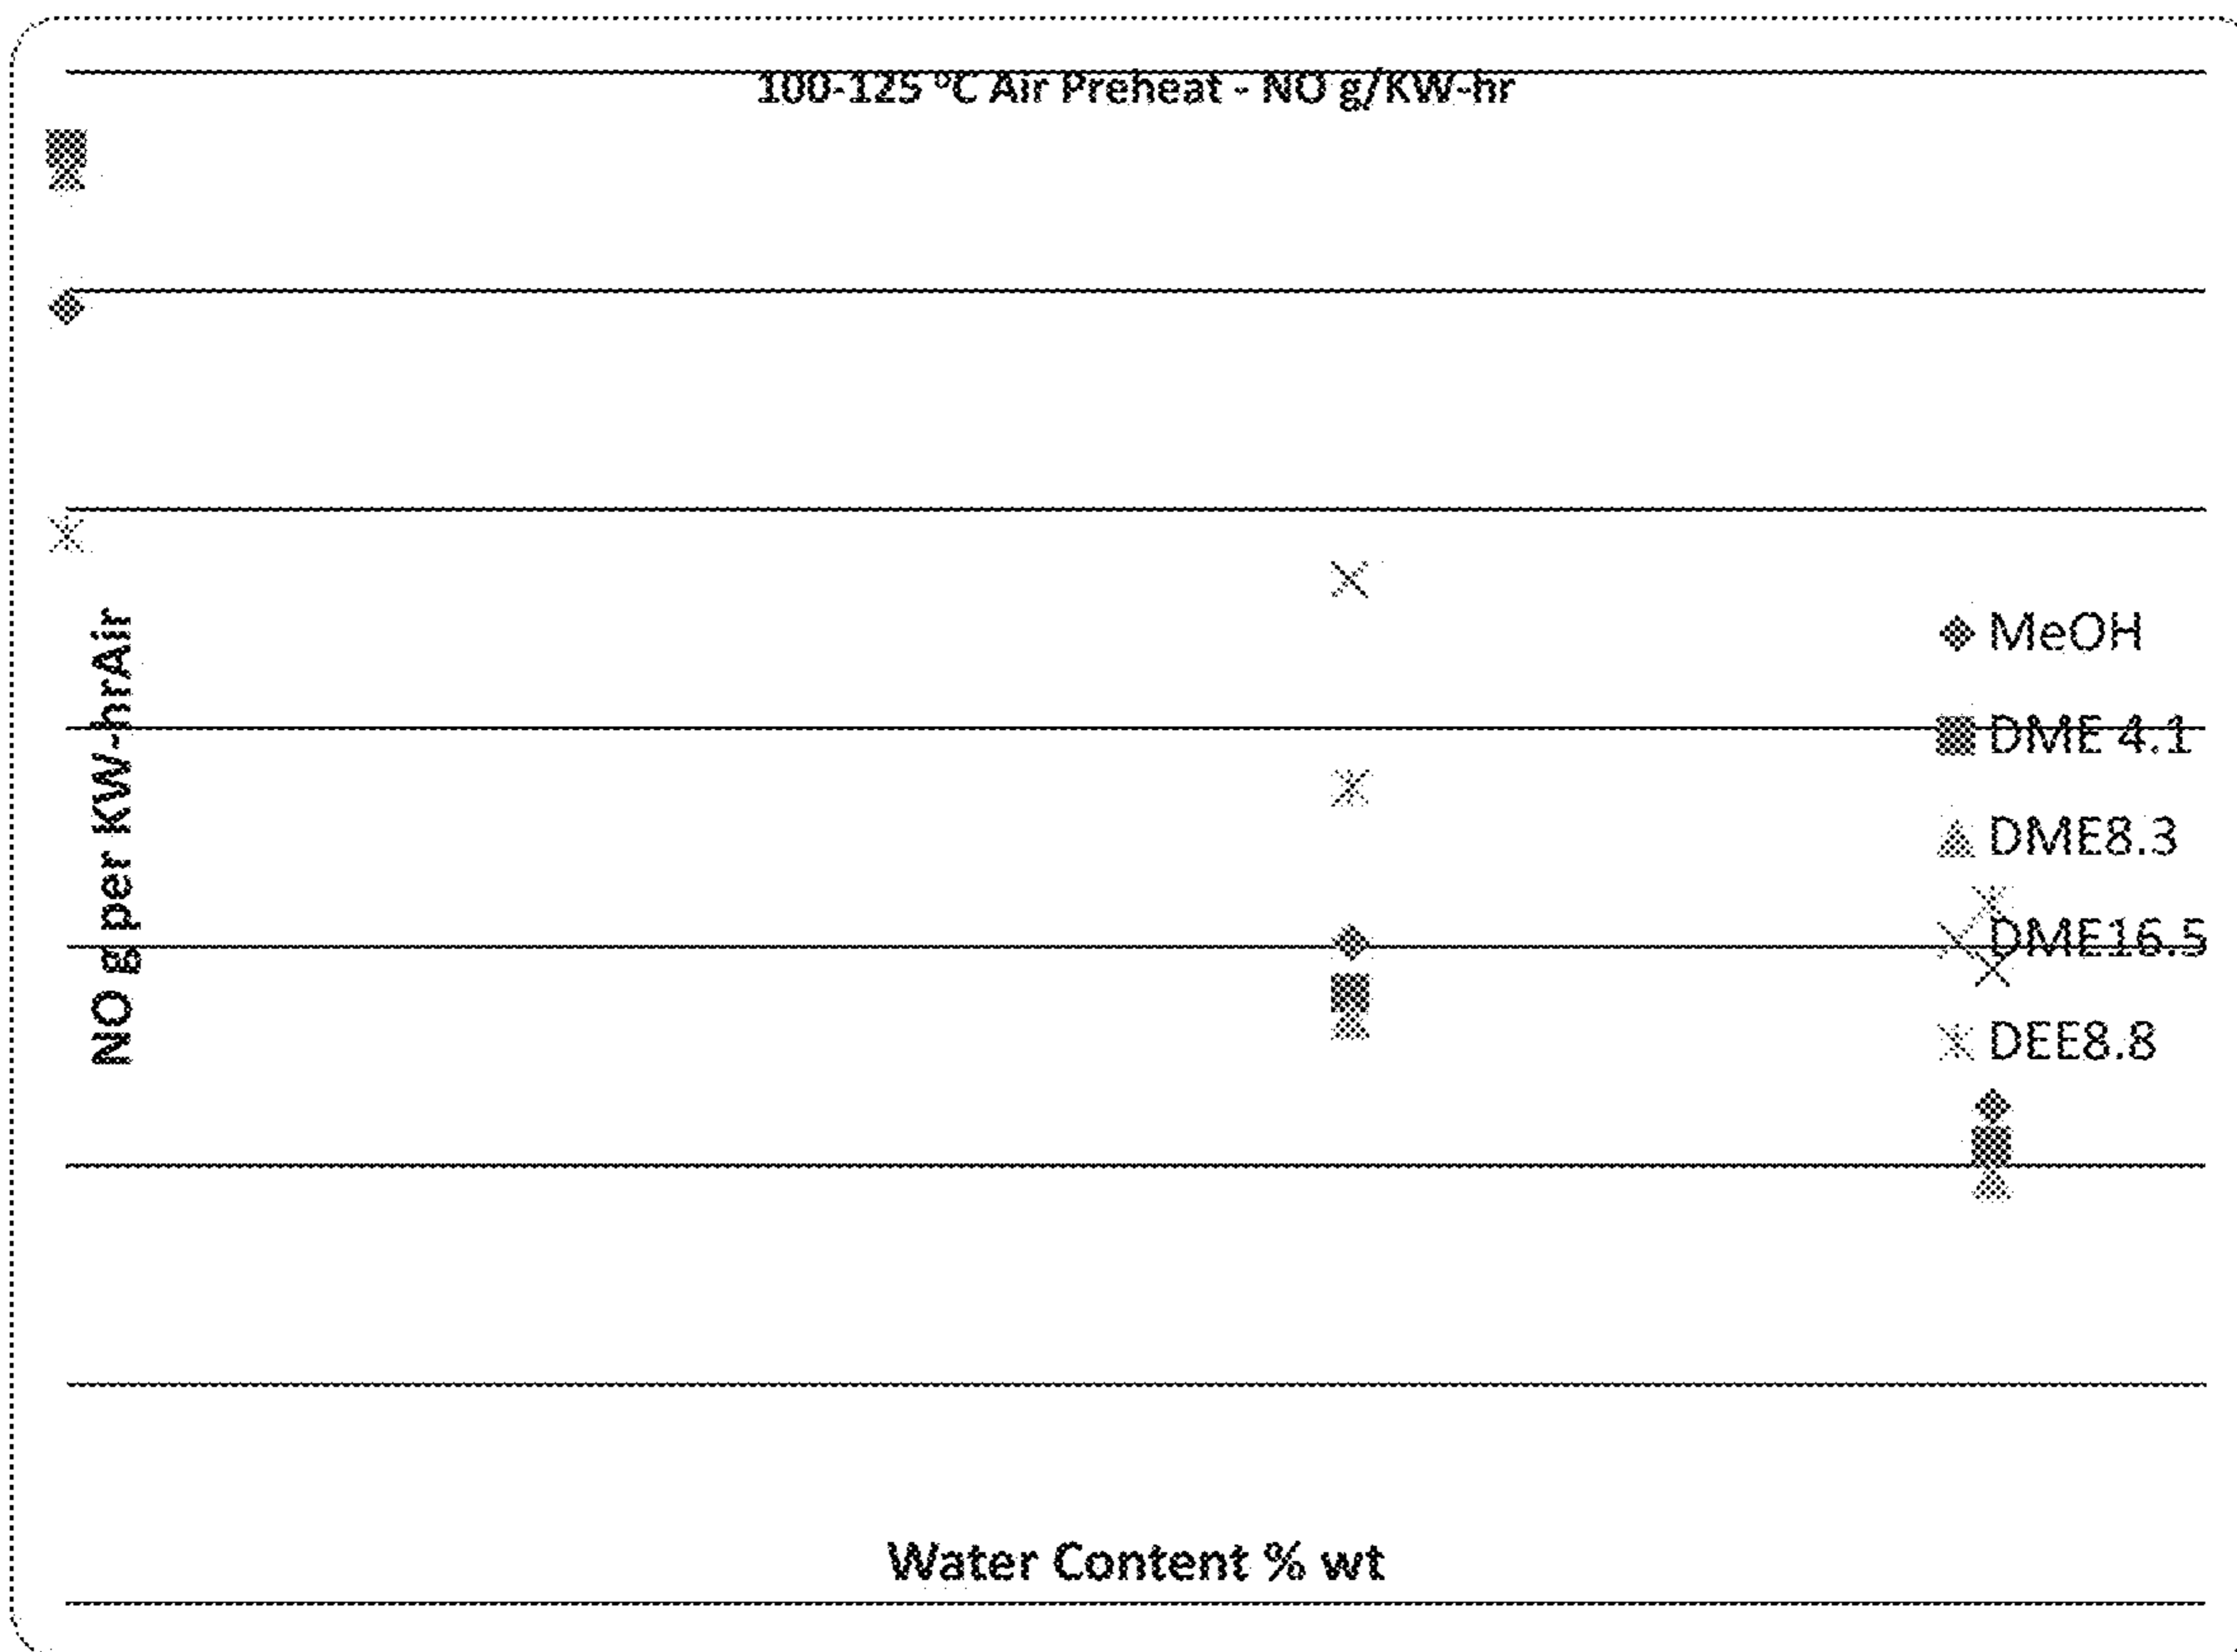 100-125 ºC Air Preheat - NO g/KW-hr
NO g per KW-hrAir
MeOH
DME 4.1
DME8.3
DME16.5
DEE8.8
Water Content % wt